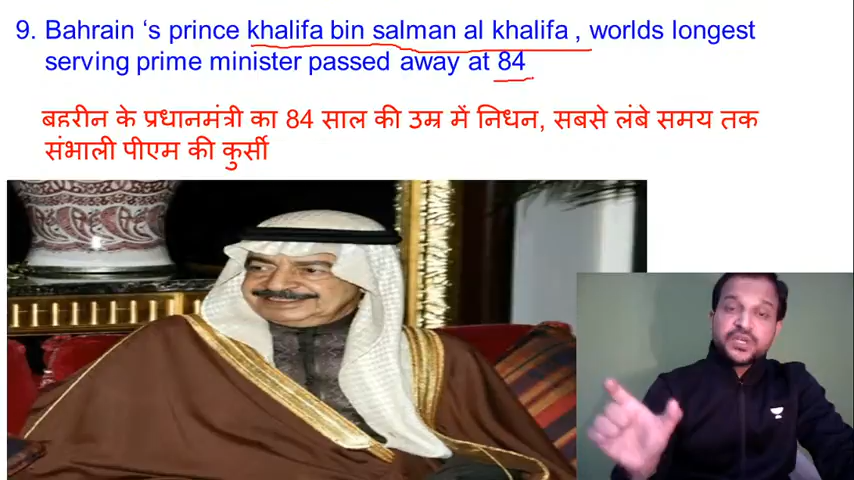 9. Bahrain ‘s prince khalifa bin salman al khalifa , worlds longest
serving prime minister passed away at 84
बहरीन के प्रधानमंत्री का 84 साल की उम्र में निधन, सबसे लंबे समय तक
संभाली पीएम की कुर्सी